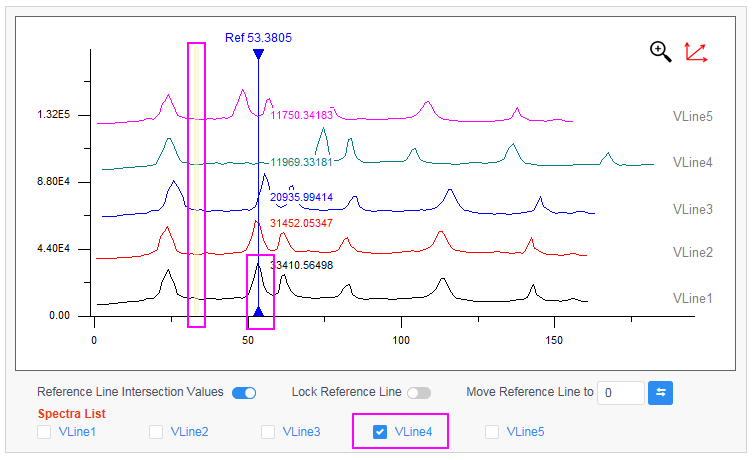 Ref 53.3805
1.32E5
11750.34183
VLine5
11969.33181
VLine4
8.80E4
20935.99414
VLine3
31452.05347
4.40E4
VLine2
33410.56498
VLine1
0.00
0 50 100 150
Reference Line Intersection Values Lock Reference Line Move Reference Line to 0
Spectra List
VLine1 VLine2 VLine3 VLine4 VLine5